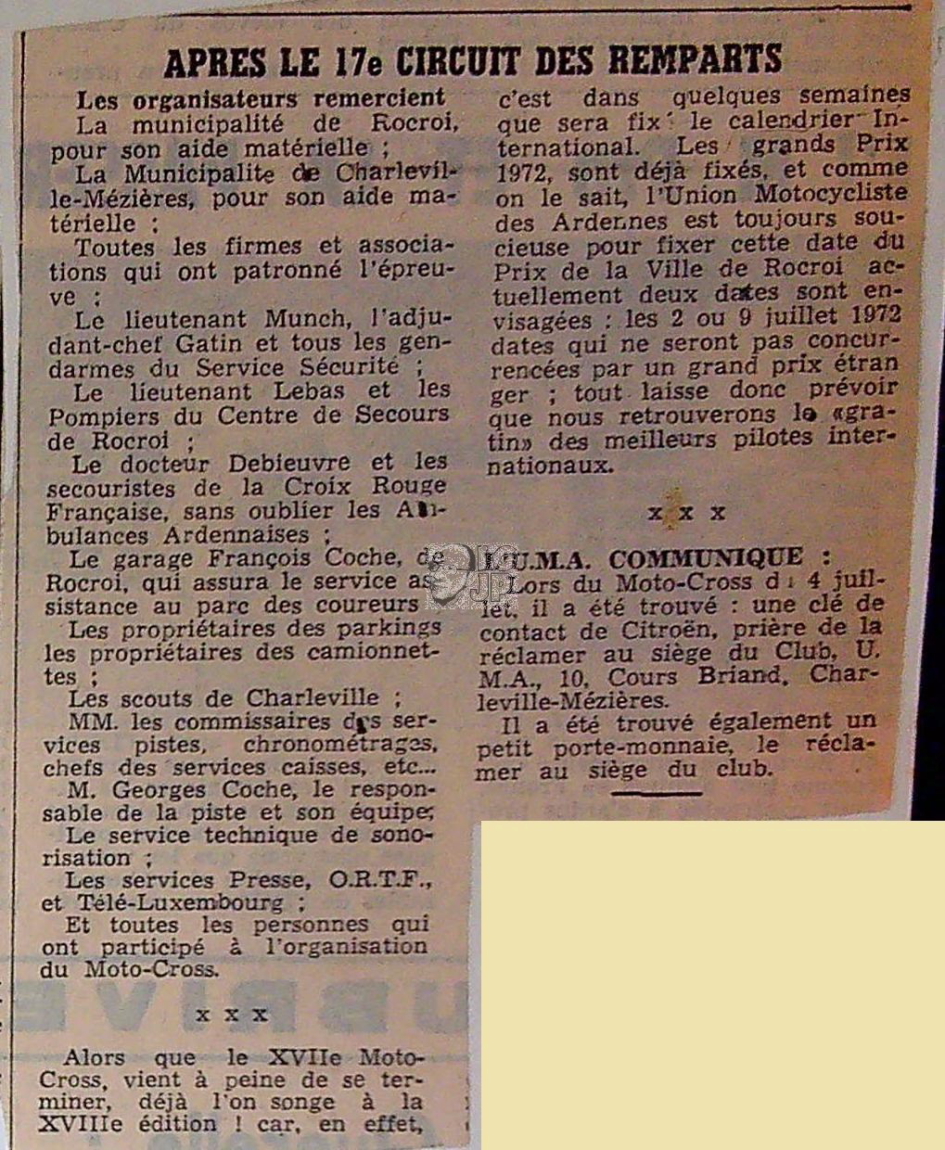 APRES LE 17e CIRCUIT DES REMPARTS
Les organisateurs remercient
La municipalité de Rocroi,
pour son aide matérielle ;
La Municipalite de Charlevil-
le-Mézières, pour son aide ma-
térielle ;
Toutes les firmes et associa-
tions qui ont patronné l'épreu-
ve ;
Le lieutenant Munch, l'adju-
dant-chef Gatin et tous les gen-
darmes du Service Sécurité ;
Le lieutenant Lebas et les
Pompiers du Centre de Secours
de Rocroi ;
Le docteur Debieuvre et les
secouristes de la Croix Rouge
Française, sans oublier les Am-
bulances Ardennaises ;
Le garage François Coche, de
Rocroi, qui assura le service as
sistance au parc des coureurs
Les propriétaires des parkings
les propriétaires des camionnet-
tes ;
Les scouts de Charleville ;
MM. les commissaires des ser-
vices pistes, chronométrages,
chefs des services caisses, etc...
M. Georges Coche, le respon-
sable de la piste et son équipe;
Le service technique de sono-
risation ;
Les services Presse, O.R.T.F.,
et Télé-Luxembourg ;
Et toutes les personnes qui
ont participé à l'organisation
du Moto-Cross.
x x x
Alors que le XVIIe Moto-
Cross, vient à peine de se ter-
miner, déjà l'on songe à la
XVIIIe édition ! car, en effet,
c'est dans quelques semaines
que sera fix le calendrier In-
ternational. Les grands Prix
1972, sont déjà fixés, et comme
on le sait, l'Union Motocycliste
des Ardennes est toujours sou-
cieuse pour fixer cette date du
Prix de la Ville de Rocroi ac-
tuellement deux dates sont en-
visagées : les 2 ou 9 juillet 1972
dates qui ne seront pas concur-
rencées par un grand prix étran
ger ; tout laisse donc prévoir
que nous retrouverons le «gra-
tin» des meilleurs pilotes inter-
nationaux.
x x x
L'U.M.A. COMMUNIQUE :
Lors du Moto-Cross du 4 juil-
let, il a été trouvé : une clé de
contact de Citroën, prière de la
réclamer au siège du Club, U.
M.A., 10, Cours Briand, Char-
leville-Mézières.
Il a été trouvé également un
petit porte-monnaie, le récla-
mer au siège du club.